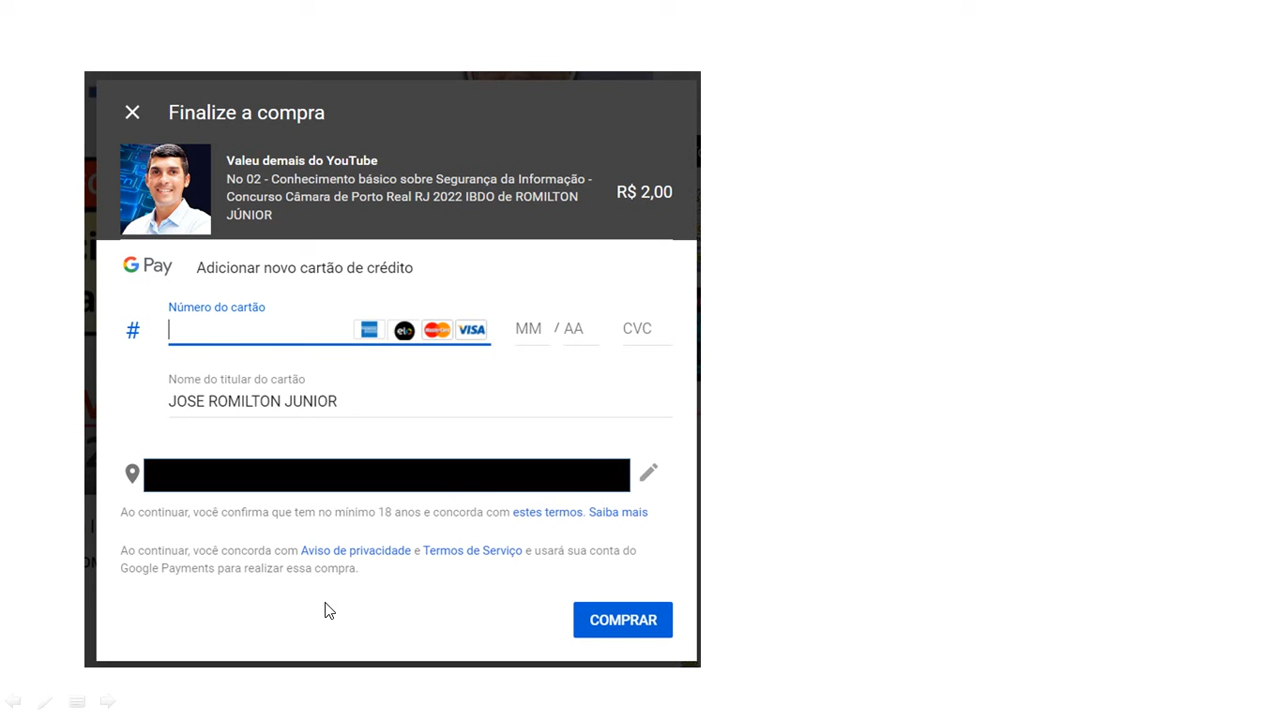 Finalize a compra
Valeu demais do YouTube
No 02 - Conhecimento básico sobre Segurança da Informação -
Concurso Câmara de Porto Real RJ 2022 IBDO de ROMILTON
JÚNIOR
R$ 2,00
G Pay Adicionar novo cartão de crédito
Número do cartão
# elo MasterCard VISA MM / AA CVC
Nome do titular do cartão
JOSE ROMILTON JUNIOR
Ao continuar, você confirma que tem no mínimo 18 anos e concorda com estes termos. Saiba mais
Ao continuar, você concorda com Aviso de privacidade e Termos de Serviço e usará sua conta do
Google Payments para realizar essa compra.
COMPRAR